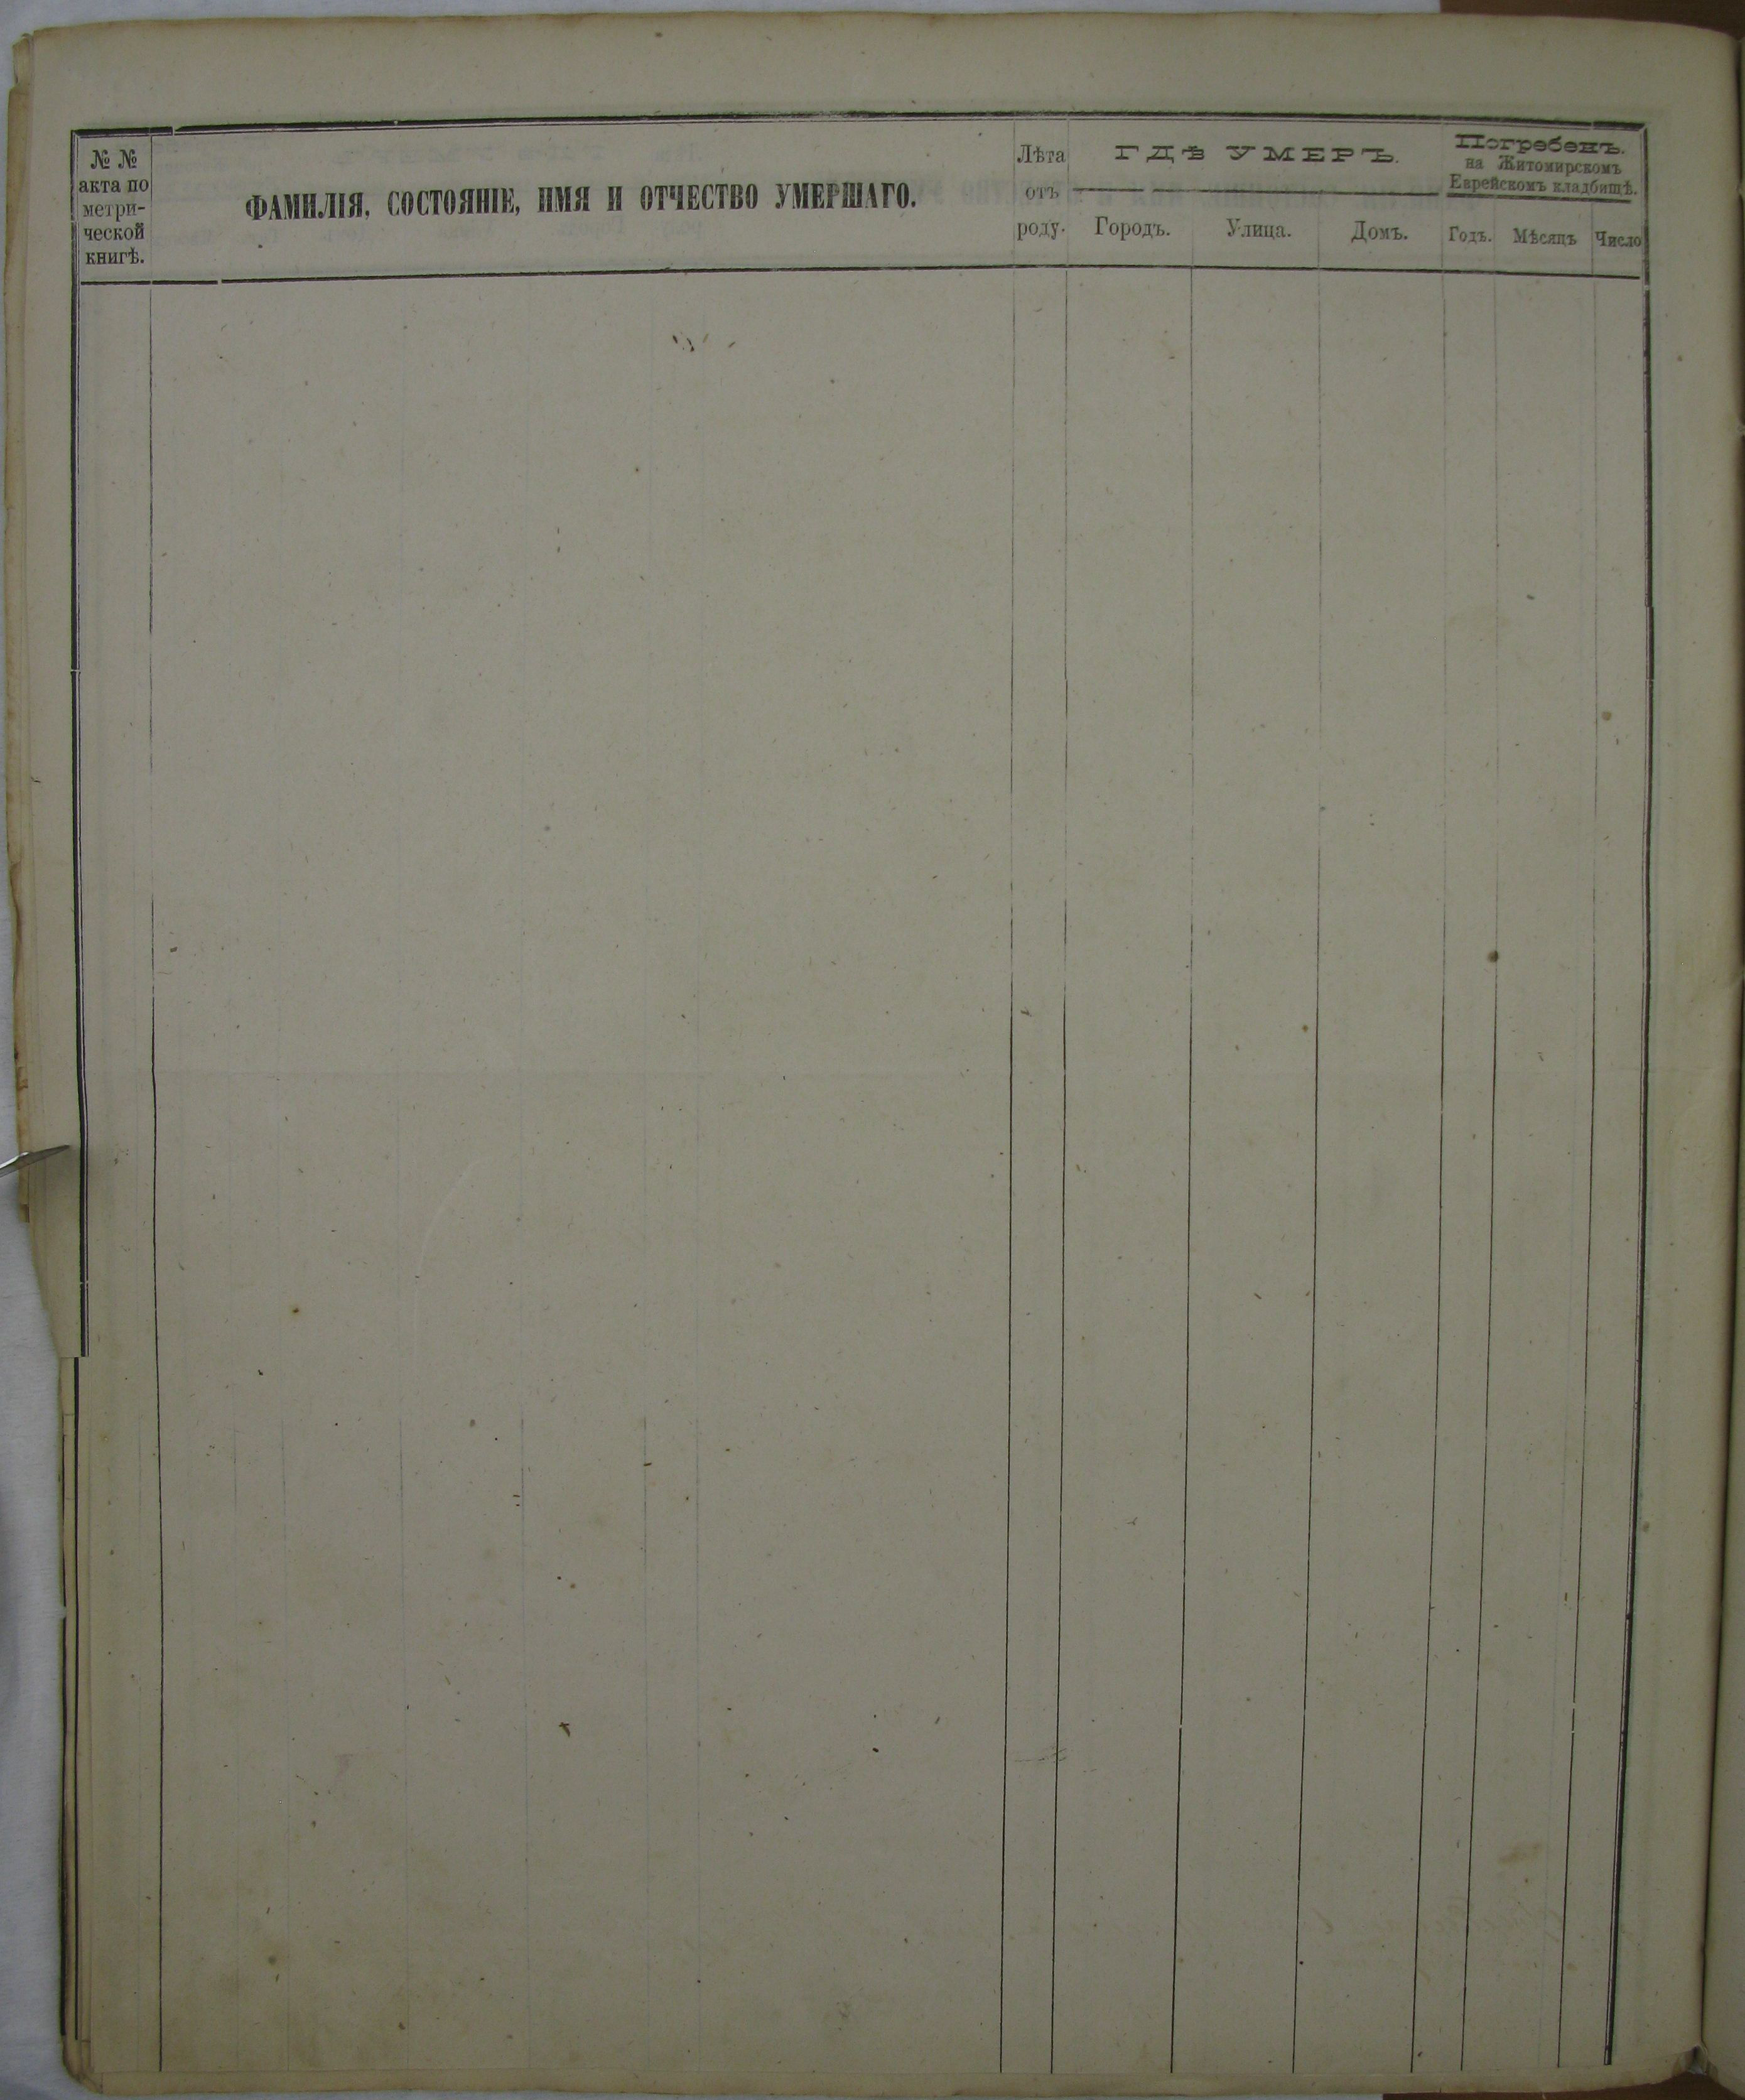 № №
акта по
метри-
ческой
книгѣ.
ФАМИЛІЯ, СОСТОЯНІЕ, ИМЯ И ОТЧЕСТВО УМЕРШАГО.
Лѣта
отъ
роду.
ГДѢ УМЕРЪ.
Городъ.
Улица.
Домъ.
Погребенъ.
на Житомирскомъ
Еврейскомъ кладбищѣ.
Годъ.
Мѣсяцъ
Число